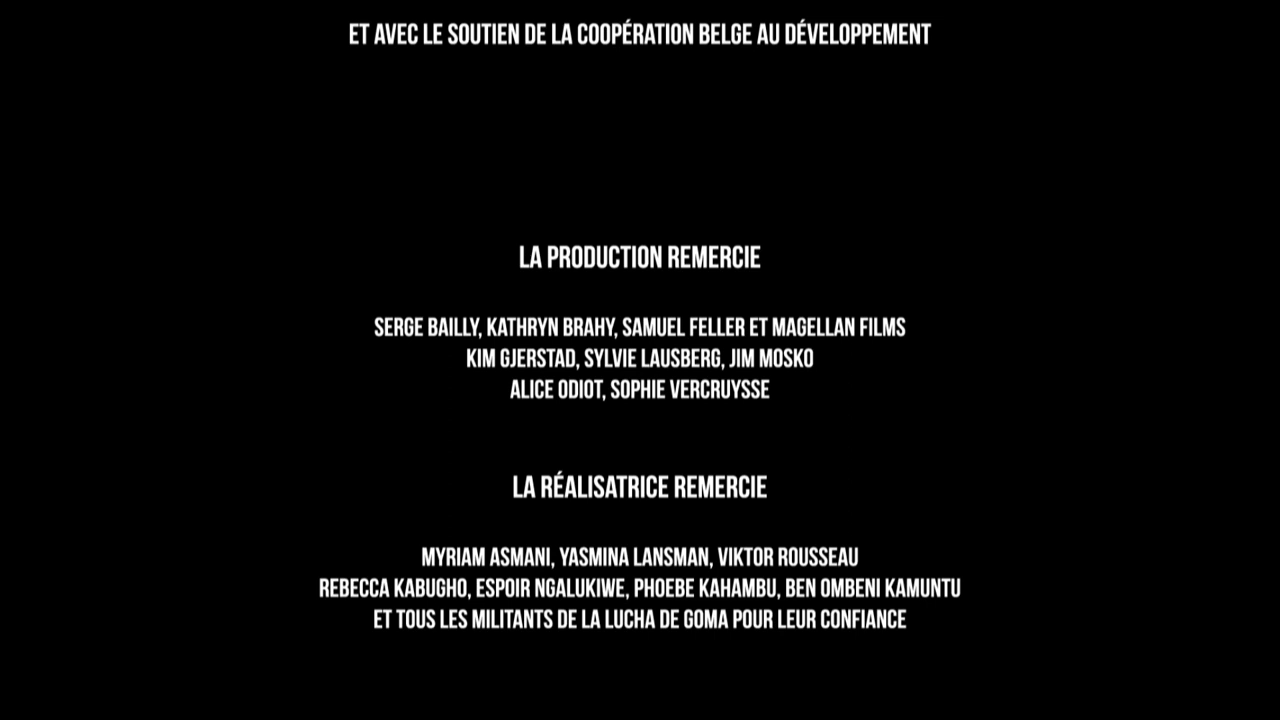 ET AVEC LE SOUTIEN DE LA COOPÉRATION BELGE AU DÉVELOPPEMENT
LA PRODUCTION REMERCIE
SERGE BAILLY, KATHRYN BRAHY, SAMUEL FELLER ET MAGELLAN FILMS
KIM GJERSTAD, SYLVIE LAUSBERG, JIM MOSKO
ALICE ODIOT, SOPHIE VERCRUYSSE
LA RÉALISATRICE REMERCIE
MYRIAM ASMANI, YASMINA LANSMAN, VIKTOR ROUSSEAU
REBECCA KABUGHO, ESPOIR NGALUKIWE, PHOEBE KAHAMBU, BEN OMBENI KAMUNTU
ET TOUS LES MILITANTS DE LA LUCHA DE GOMA POUR LEUR CONFIANCE